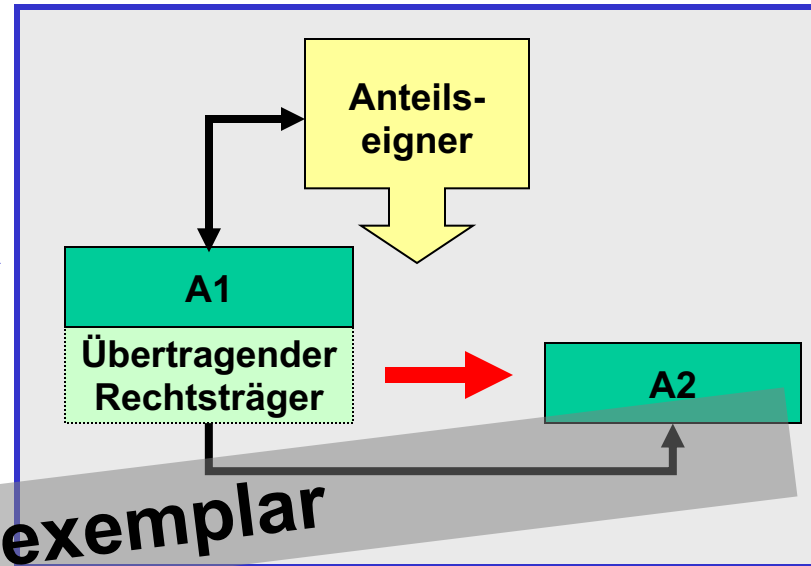 Anteils-
eigner
A1
Übertragender
Rechtsträger
A2
exemplar